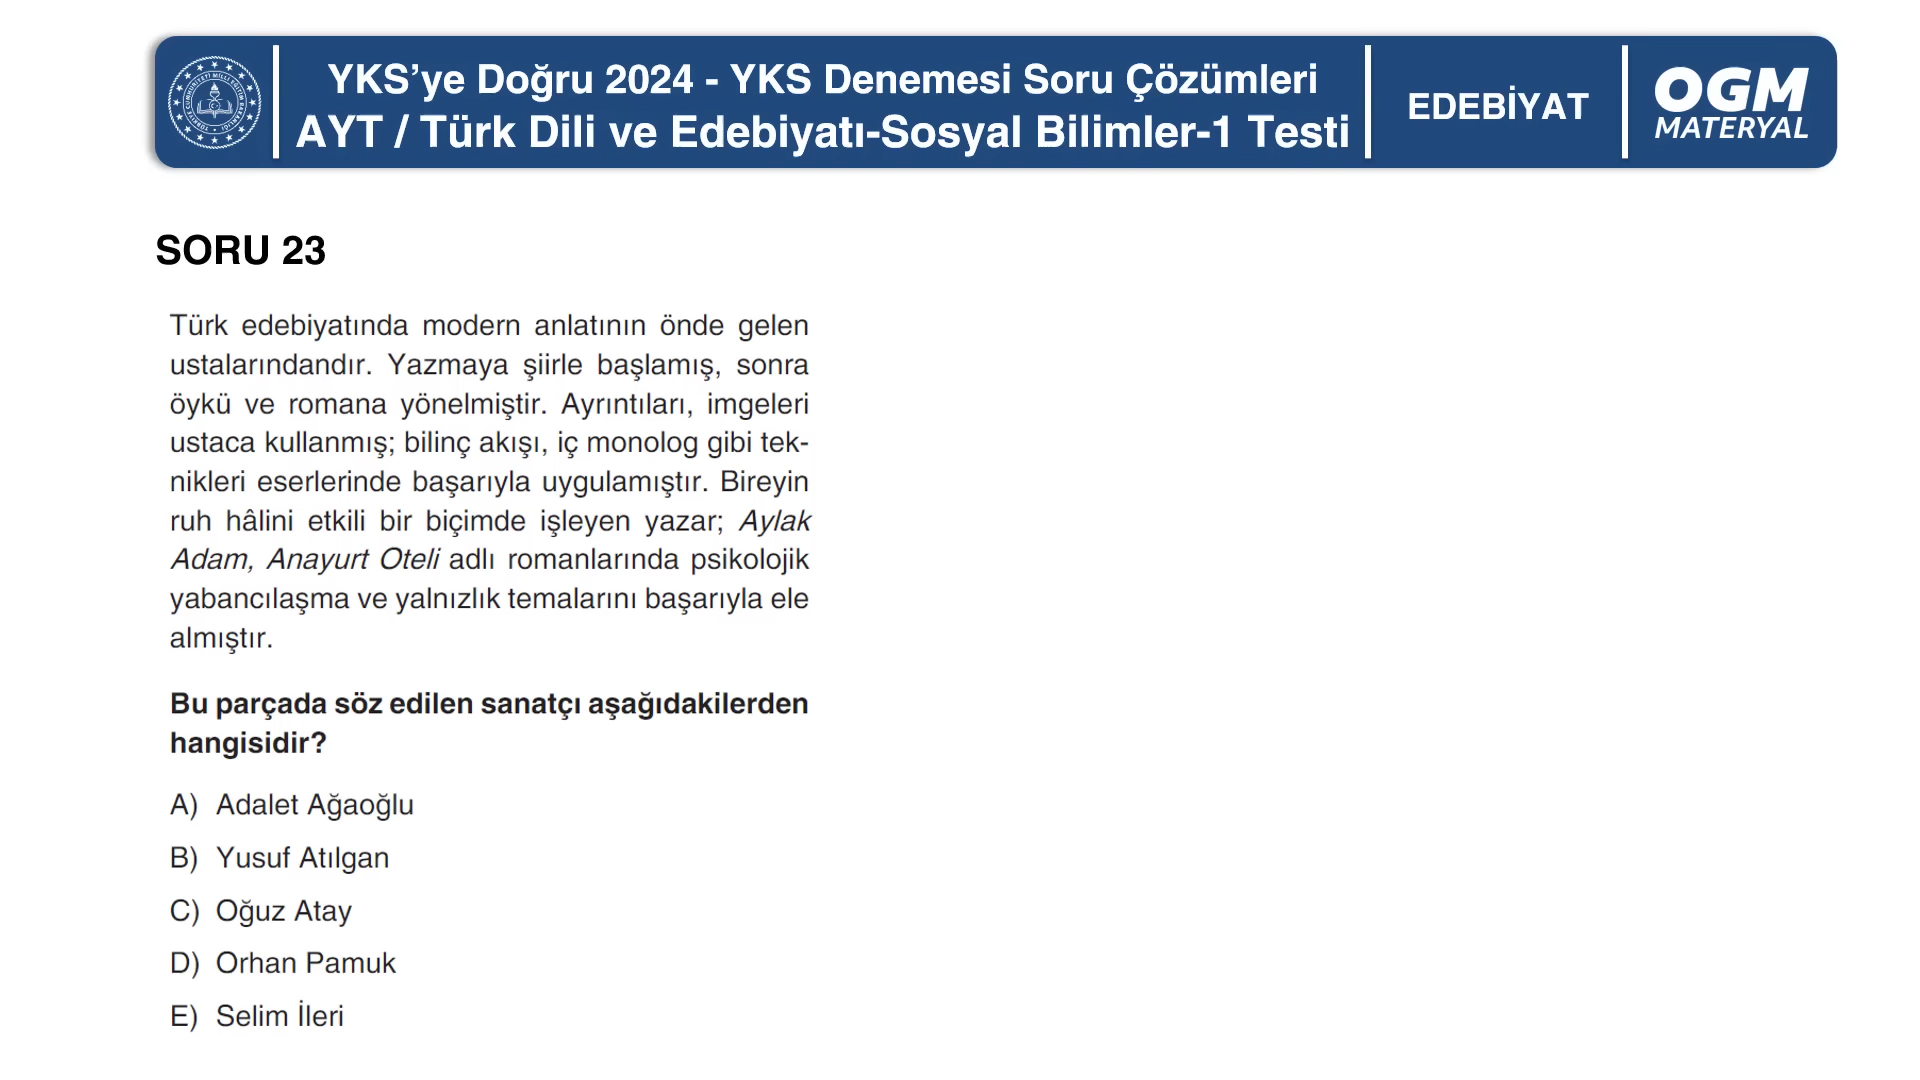 YKS'ye Doğru 2024 - YKS Denemesi Soru Çözümleri
AYT / Türk Dili ve Edebiyatı-Sosyal Bilimler-1 Testi
EDEBİYAT
OGM
MATERYAL
SORU 23
Türk edebiyatında modern anlatının önde gelen
ustalarındandır. Yazmaya şiirle başlamış, sonra
öykü ve romana yönelmiştir. Ayrıntıları, imgeleri
ustaca kullanmış; bilinç akışı, iç monolog gibi tek-
nikleri eserlerinde başarıyla uygulamıştır. Bireyin
ruh hâlini etkili bir biçimde işleyen yazar; Aylak
Adam, Anayurt Oteli adlı romanlarında psikolojik
yabancılaşma ve yalnızlık temalarını başarıyla ele
almıştır.
Bu parçada söz edilen sanatçı aşağıdakilerden
hangisidir?
A) Adalet Ağaoğlu
B) Yusuf Atılgan
C) Oğuz Atay
D) Orhan Pamuk
E) Selim İleri